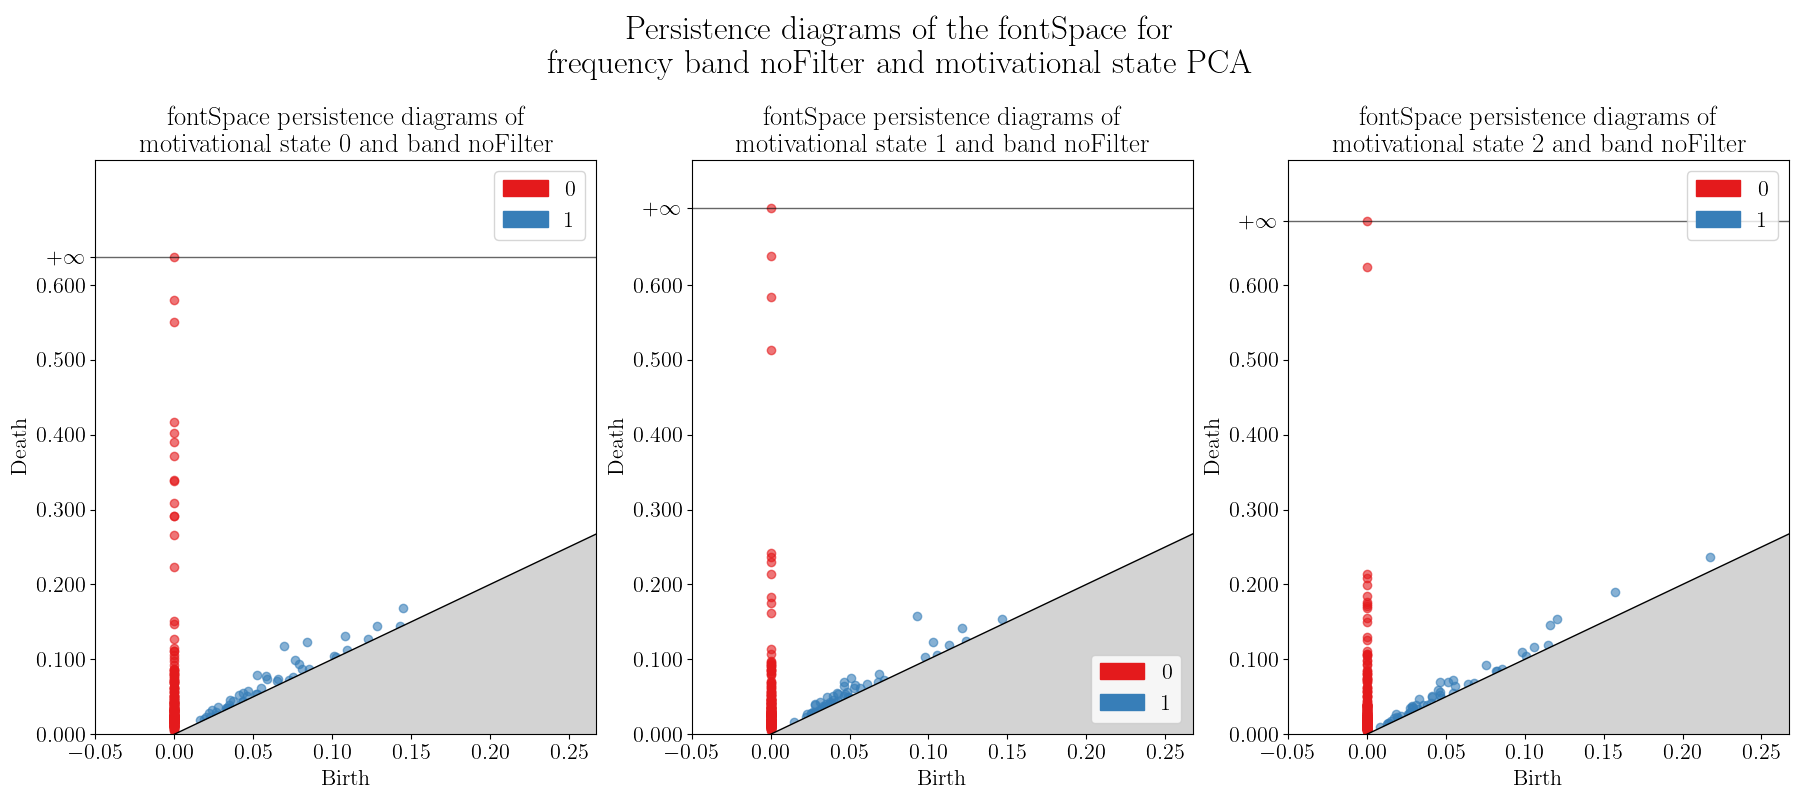 Persistence diagrams of the fontSpace for
frequency band noFilter and motivational state PCA
fontSpace persistence diagrams of
motivational state 0 and band noFilter
0
1
+∞
0.600
0.500
0.400
0.300
0.200
0.100
0.000
Death
−0.05 0.00 0.05 0.10 0.15 0.20 0.25
Birth
fontSpace persistence diagrams of
motivational state 1 and band noFilter
+∞
0.600
0.500
0.400
0.300
0.200
0.100
0.000
Death
0
1
−0.05 0.00 0.05 0.10 0.15 0.20 0.25
Birth
fontSpace persistence diagrams of
motivational state 2 and band noFilter
0
1
+∞
0.600
0.500
0.400
0.300
0.200
0.100
0.000
Death
−0.05 0.00 0.05 0.10 0.15 0.20 0.25
Birth